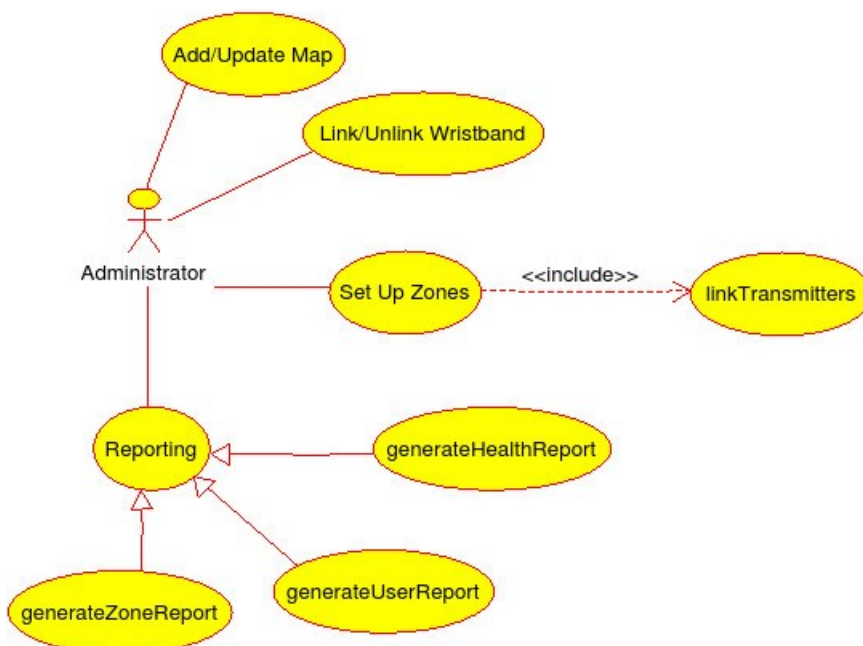 Add/Update Map
Link/Unlink Wristband
Administrator
Set Up Zones
<<include>>
linkTransmitters
Reporting
generateHealthReport
generateUserReport
generateZoneReport